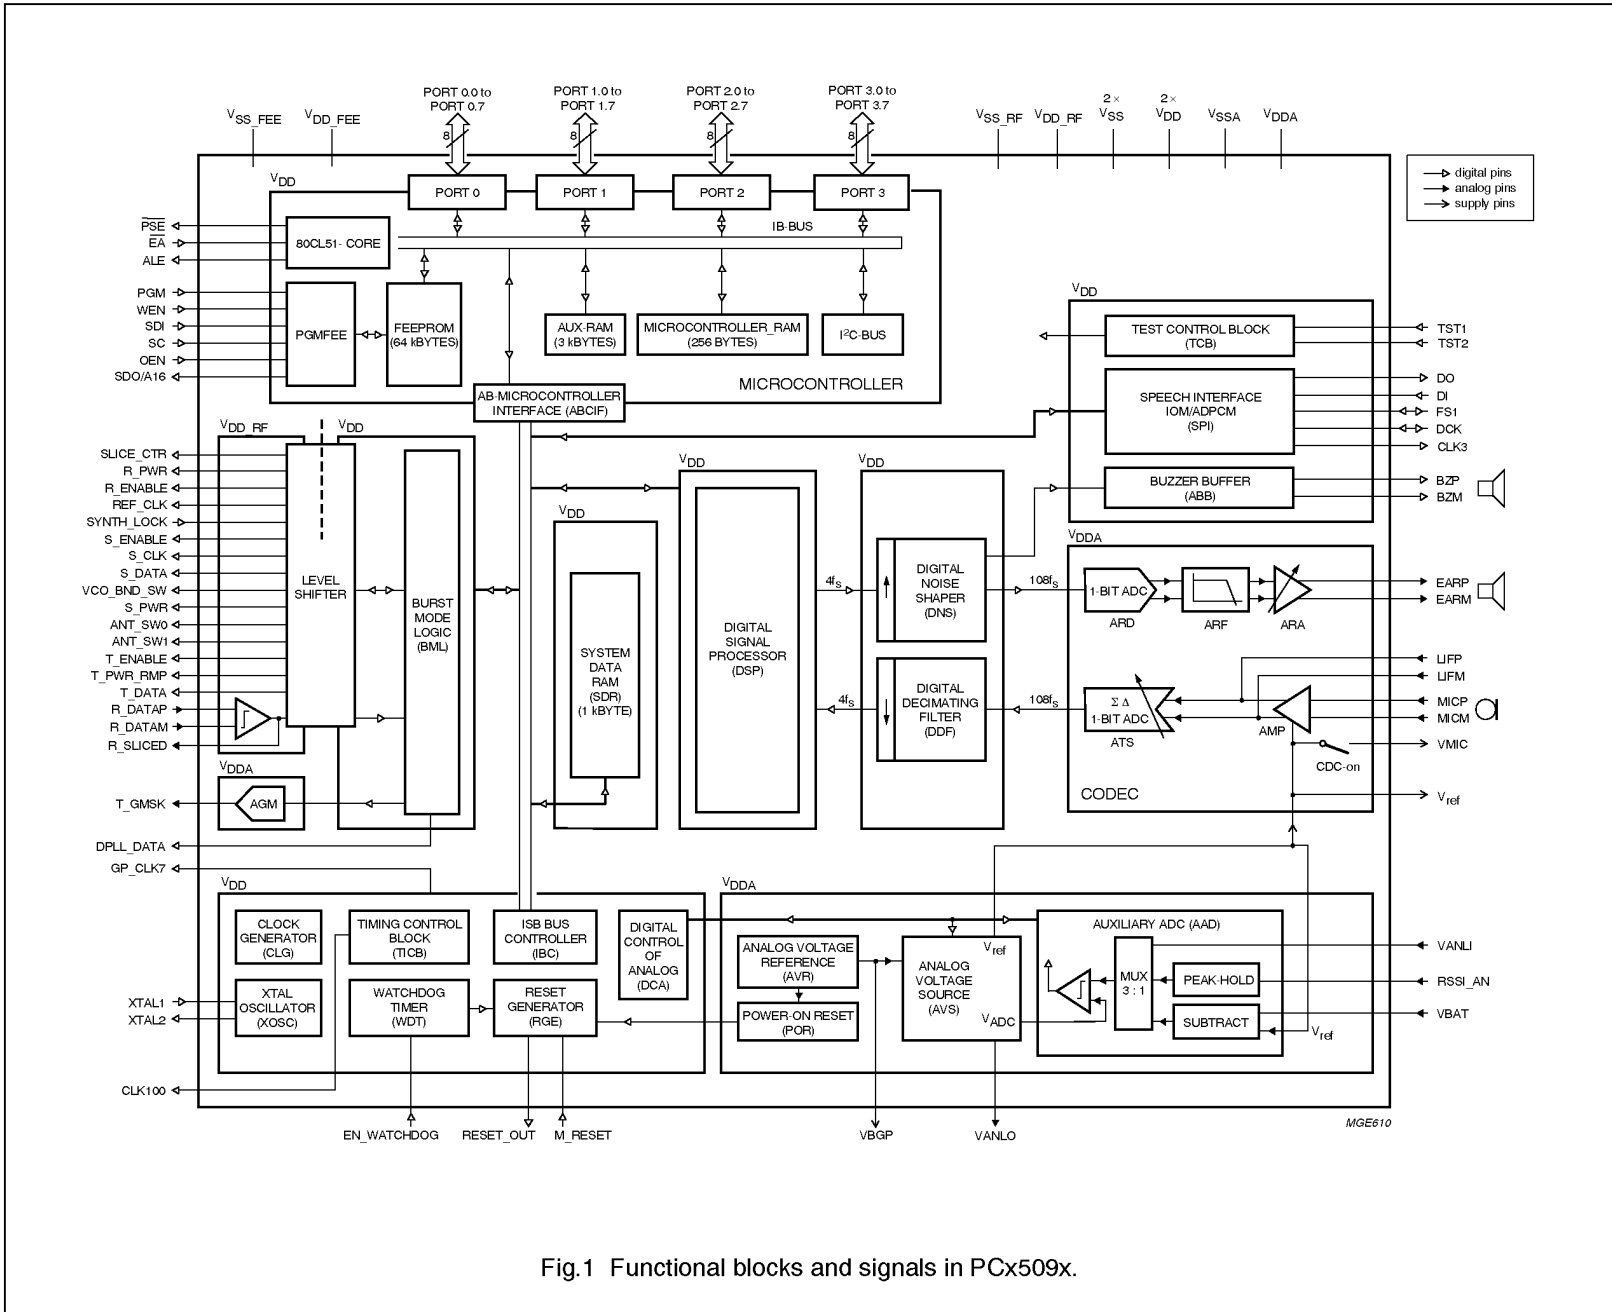 PORT 0.0 to
PORT 0.7
PORT 1.0 to
PORT 1.7
PORT 2.0 to
PORT 2.7
PORT 3.0 to
PORT 3.7
VSS_FEE
VDD_FEE
VSS_RF
VDD_RF
2×
VSS
2×
VDD
VSSA
VDDA
8
8
8
8
digital pins
analog pins
supply pins
VDD
PORT 0
PORT 1
PORT 2
PORT 3
PSE
EA
ALE
80CL51- CORE
IB-BUS
PGM
WEN
SDI
SC
OEN
SDO/A16
PGMFEE
FEEPROM
(64 kBYTES)
AUX-RAM
(3 kBYTES)
MICROCONTROLLER_RAM
(256 BYTES)
I2C-BUS
MICROCONTROLLER
AB-MICROCONTROLLER
INTERFACE (ABCIF)
VDD
TEST CONTROL BLOCK
(TCB)
TST1
TST2
SPEECH INTERFACE
IOM/ADPCM
(SPI)
DO
DI
FS1
DCK
CLK3
BUZZER BUFFER
(ABB)
BZP
BZM
VDD_RF
VDD
SLICE_CTR
R_PWR
R_ENABLE
REF_CLK
SYNTH_LOCK
S_ENABLE
S_CLK
S_DATA
VCO_BND_SW
S_PWR
ANT_SW0
ANT_SW1
T_ENABLE
T_PWR_RMP
T_DATA
R_DATAP
R_DATAM
R_SLICED
LEVEL
SHIFTER
BURST
MODE
LOGIC
(BML)
VDDA
T_GMSK
AGM
DPLL_DATA
GP_CLK7
VDD
SYSTEM
DATA
RAM
(SDR)
(1 kBYTE)
VDD
DIGITAL
SIGNAL
PROCESSOR
(DSP)
VDD
4fs
4fs
DIGITAL
NOISE
SHAPER
(DNS)
DIGITAL
DECIMATING
FILTER
(DDF)
108fs
108fs
VDDA
1-BIT ADC
ARD
ARF
ARA
EARP
EARM
Σ Δ
1-BIT ADC
ATS
AMP
LIFP
LIFM
MICP
MICM
VMIC
CDC-on
CODEC
Vref
VDD
CLOCK
GENERATOR
(CLG)
TIMING CONTROL
BLOCK
(TICB)
ISB BUS
CONTROLLER
(IBC)
DIGITAL
CONTROL
OF
ANALOG
(DCA)
XTAL1
XTAL2
XTAL
OSCILLATOR
(XOSC)
WATCHDOG
TIMER
(WDT)
RESET
GENERATOR
(RGE)
CLK100
EN_WATCHDOG
RESET_OUT
M_RESET
VDDA
ANALOG VOLTAGE
REFERENCE
(AVR)
POWER-ON RESET
(POR)
Vref
ANALOG
VOLTAGE
SOURCE
(AVS)
VADC
AUXILIARY ADC (AAD)
MUX
3 : 1
PEAK-HOLD
SUBTRACT
Vref
VANLI
RSSI_AN
VBAT
VBGP
VANLO
MGE610
Fig.1 Functional blocks and signals in PCx509x.